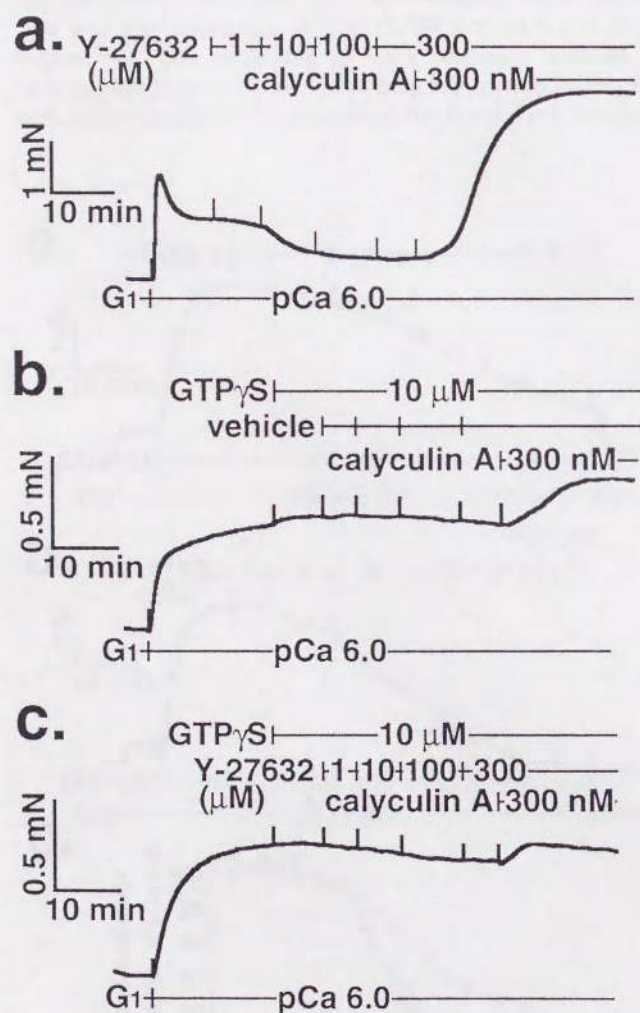 a.
Y-27632 1 10 100 300
(μM) calyculin A 300 nM
1 mN
10 min
G1 pCa 6.0
b.
GTPγS 10 μM
vehicle
calyculin A 300 nM
0.5 mN
10 min
G1 pCa 6.0
c.
GTPγS 10 μM
Y-27632 1 10 100 300
(μM) calyculin A 300 nM
0.5 mN
10 min
G1 pCa 6.0